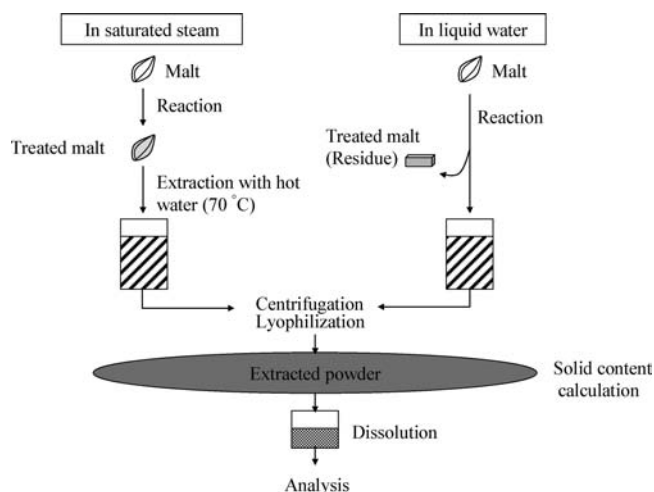 In saturated steam
In liquid water
Malt
Malt
Reaction
Reaction
Treated malt
Treated malt
(Residue)
Extraction with hot
water (70 °C)
Centrifugation
Lyophilization
Extracted powder
Solid content
calculation
Dissolution
Analysis